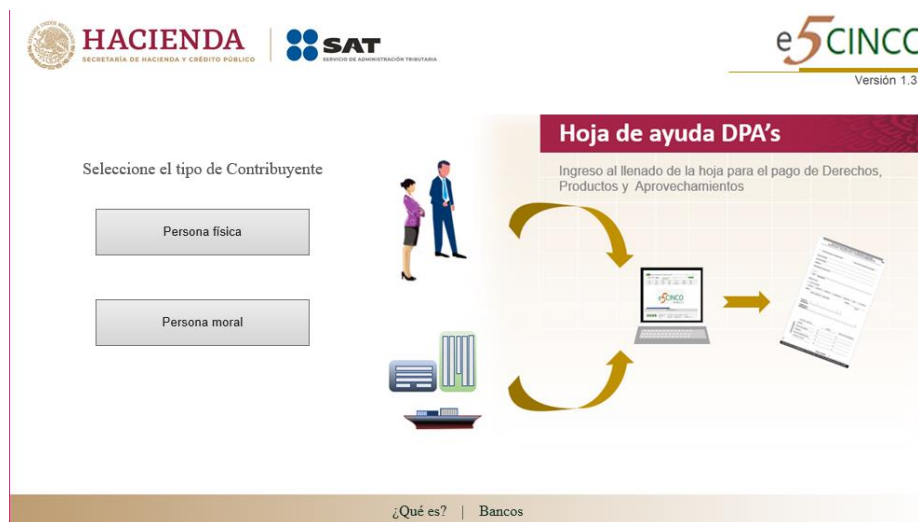 HACIENDA
SECRETARÍA DE HACIENDA Y CRÉDITO PÚBLICO
SAT
SERVICIO DE ADMINISTRACIÓN TRIBUTARIA
e5CINCO
Versión 1.3
Hoja de ayuda DPA's
Ingreso al llenado de la hoja para el pago de Derechos,
Productos y Aprovechamientos
Seleccione el tipo de Contribuyente
Persona física
Persona moral
e5CINCO
¿Qué es? | Bancos